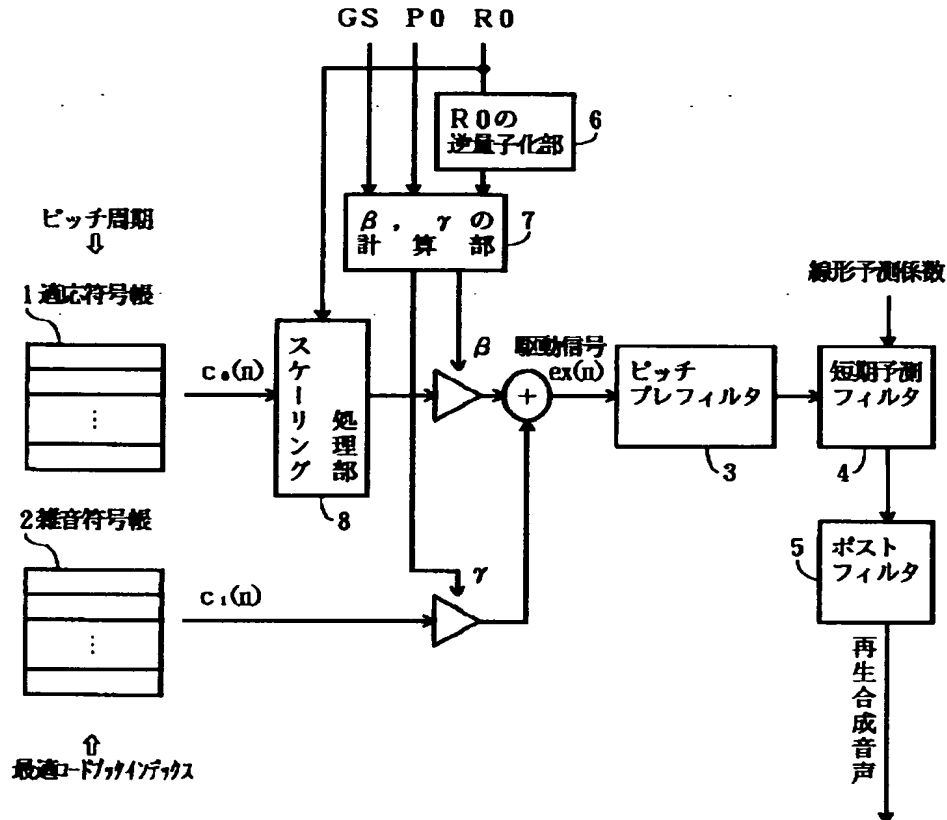 GS P0 R0
R0の
逆量子化部
6
β, γの
計算の部
7
ピッチ周期
⇩
1適応符号帳
⋮
c₀(n)
スケーリング
処理部
8
β
駆動信号
ex(n)
+
ピッチ
プレフィルタ
3
線形予測係数
短期予測
フィルタ
4
2雑音符号帳
⋮
c₁(n)
γ
5
ポスト
フィルタ
再生合成音声
⇧
最適コードブックインデックス